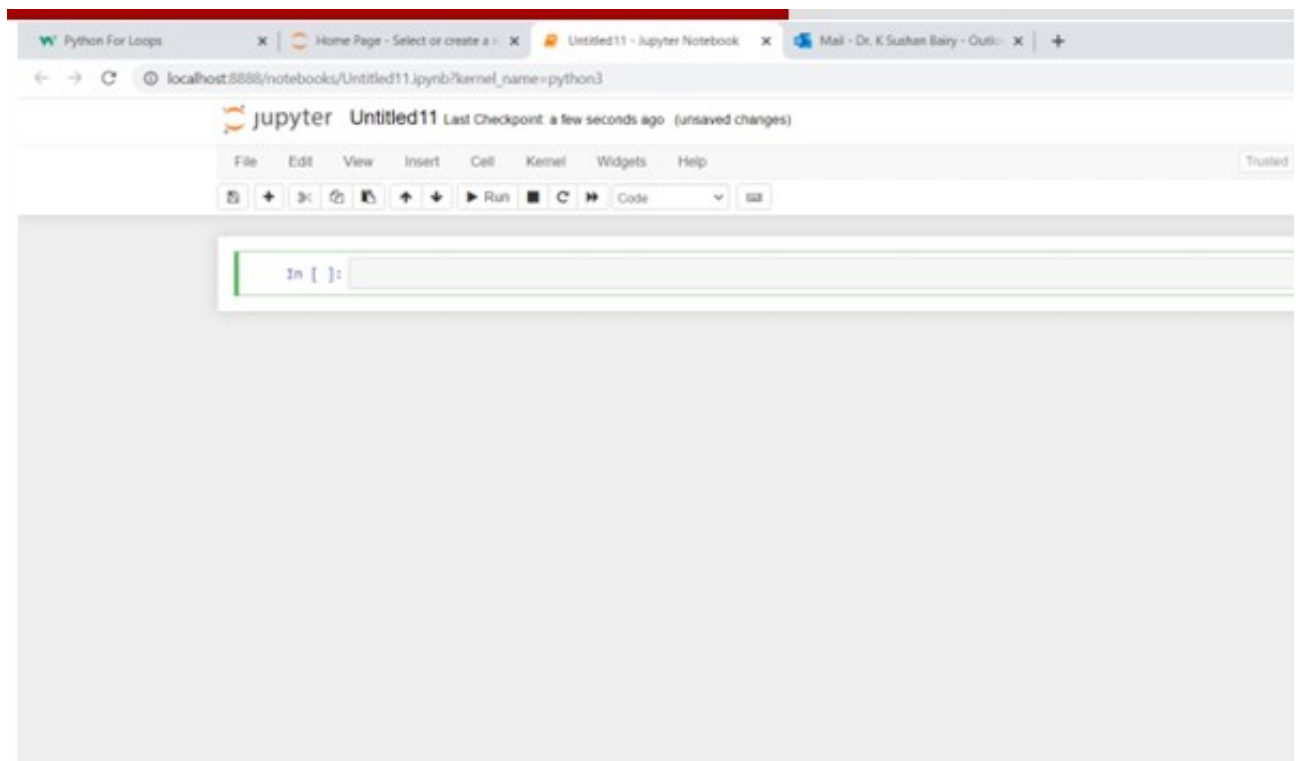 Python For Loops
Home Page - Select or create a n
Untitled11 - Jupyter Notebook
Mail - Dr. K Sushan Bairy - Outlo
localhost:8888/notebooks/Untitled11.ipynb?kernel_name=python3
jupyter Untitled11 Last Checkpoint: a few seconds ago (unsaved changes)
File Edit View Insert Cell Kernel Widgets Help
Trusted
Run Code
In [ ]: